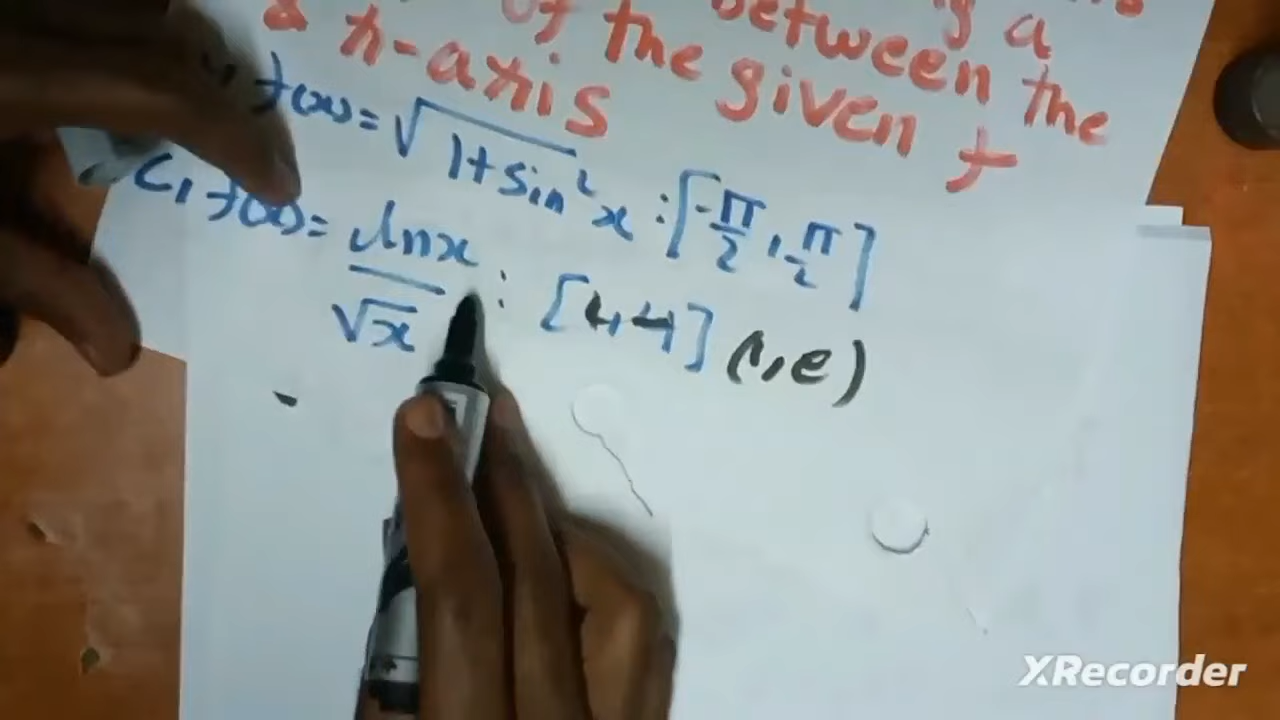 between the
& x-axis of the given f
f(x)=√1+sin²x : [-π/2, π/2]
C, f(x)= lnx/√x : [1,4] (1,e)
XRecorder